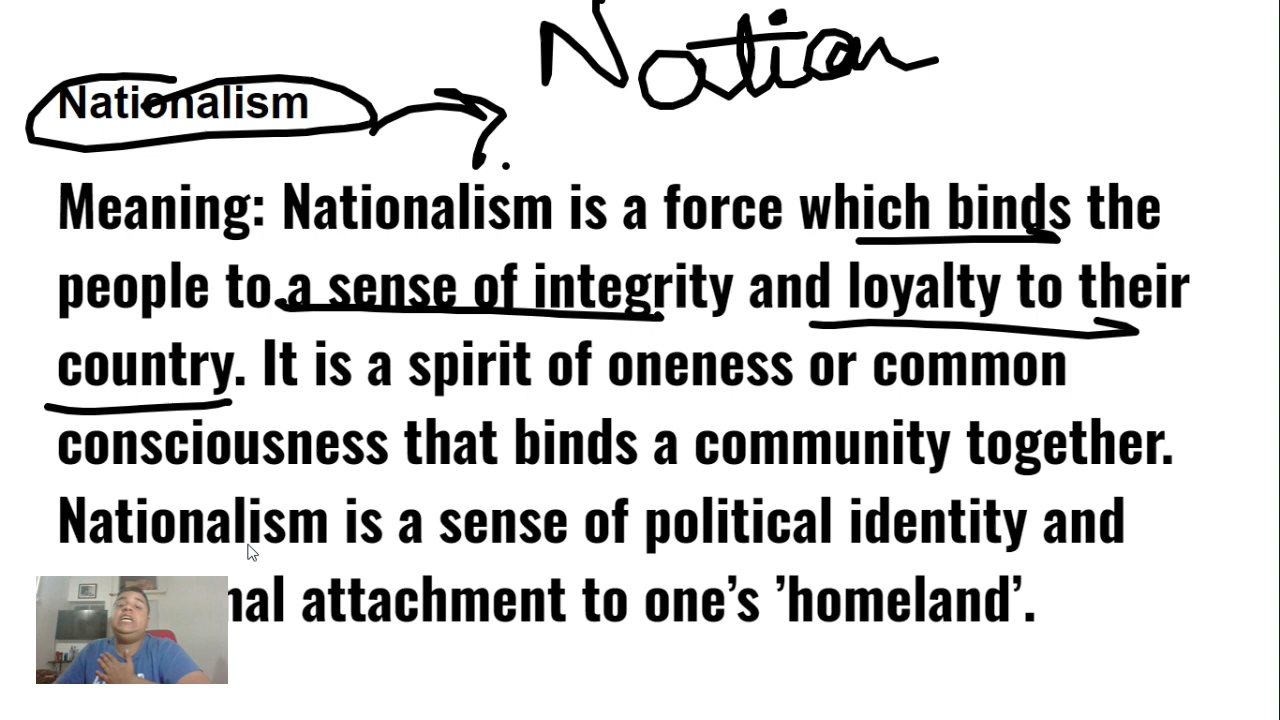 Nation
Nationalism
Meaning: Nationalism is a force which binds the
people to a sense of integrity and loyalty to their
country. It is a spirit of oneness or common
consciousness that binds a community together.
Nationalism is a sense of political identity and
attachment to one’s ’homeland’.